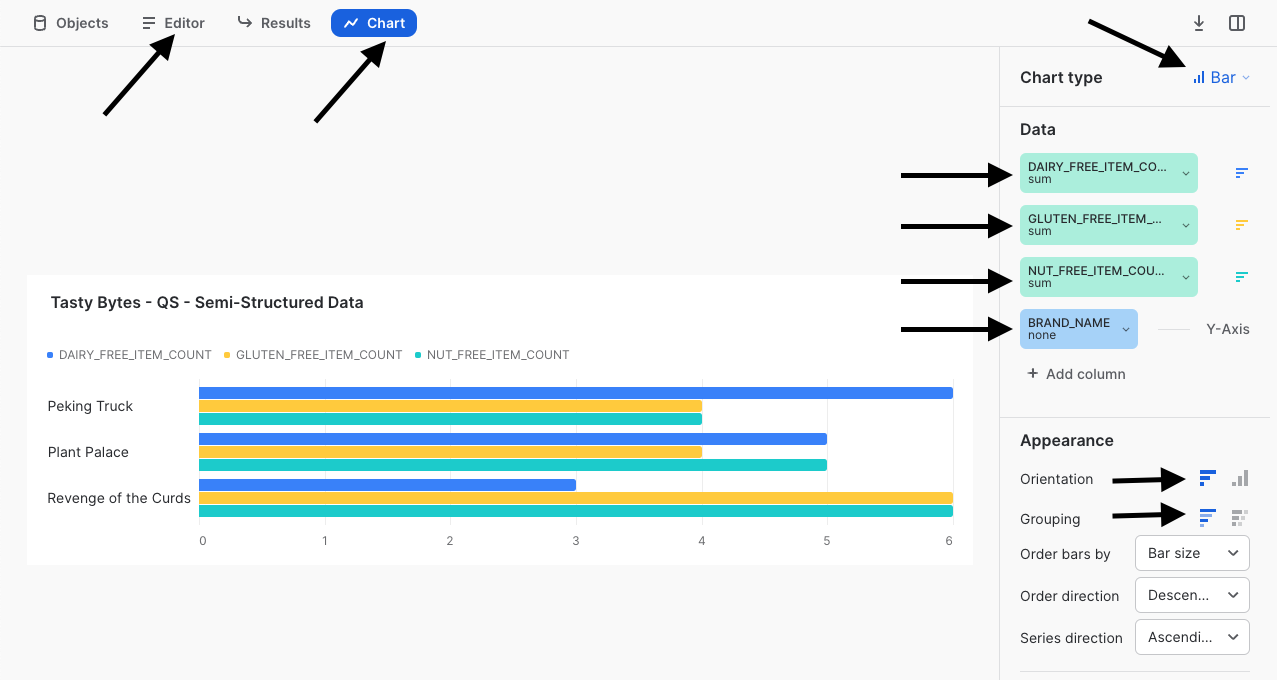 Objects Editor Results Chart
Chart type Bar
Data
DAIRY_FREE_ITEM_CO...
sum
GLUTEN_FREE_ITEM_...
sum
NUT_FREE_ITEM_COU...
sum
BRAND_NAME
none
Y-Axis
+ Add column
Appearance
Orientation
Grouping
Order bars by Bar size
Order direction Descen...
Series direction Ascendi...
Tasty Bytes - QS - Semi-Structured Data
DAIRY_FREE_ITEM_COUNT GLUTEN_FREE_ITEM_COUNT NUT_FREE_ITEM_COUNT
Peking Truck
Plant Palace
Revenge of the Curds
0 1 2 3 4 5 6